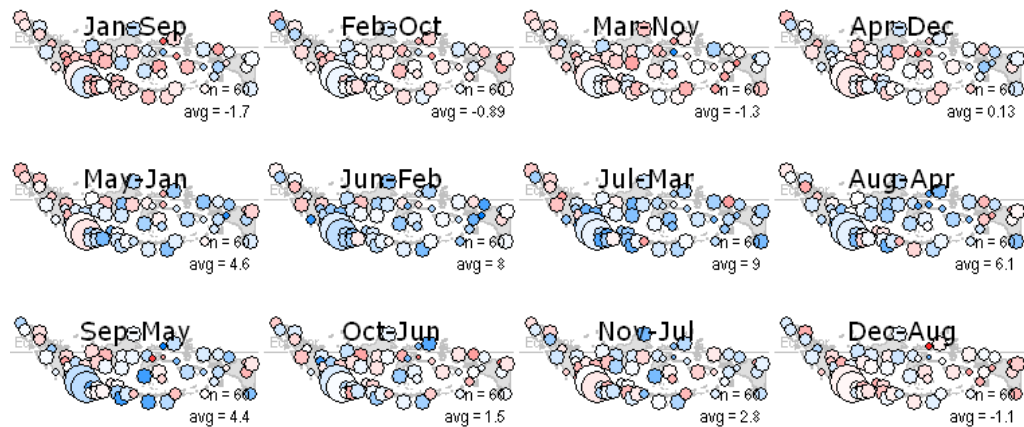 Jan-Sep
n = 60
avg = -1.7
Feb-Oct
n = 60
avg = -0.89
Mar-Nov
n = 60
avg = -1.3
Apr-Dec
n = 60
avg = 0.13
May-Jan
n = 60
avg = 4.6
Jun-Feb
n = 60
avg = 8
Jul-Mar
n = 60
avg = 9
Aug-Apr
n = 60
avg = 6.1
Sep-May
n = 60
avg = 4.4
Oct-Jun
n = 60
avg = 1.5
Nov-Jul
n = 60
avg = 2.8
Dec-Aug
n = 60
avg = -1.1